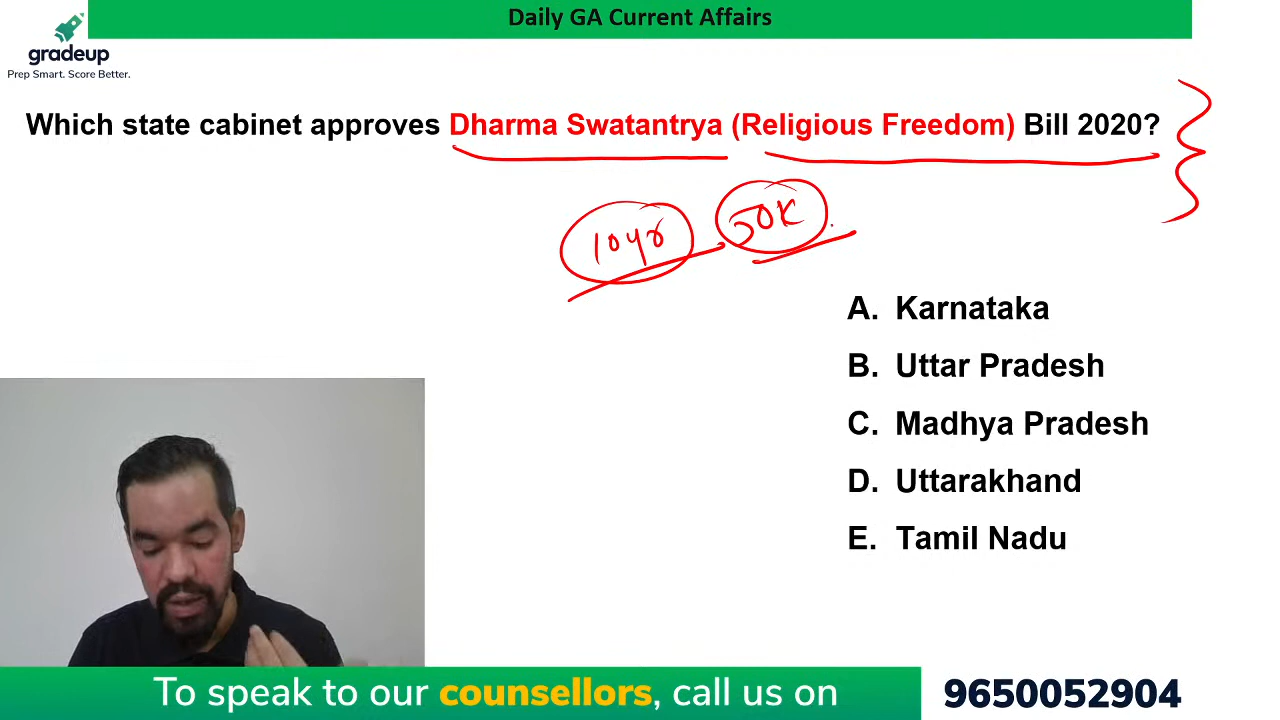 Daily GA Current Affairs
gradeup
Prep Smart. Score Better.
Which state cabinet approves Dharma Swatantrya (Religious Freedom) Bill 2020?
10yr 50K
A. Karnataka
B. Uttar Pradesh
C. Madhya Pradesh
D. Uttarakhand
E. Tamil Nadu
To speak to our counsellors, call us on 9650052904